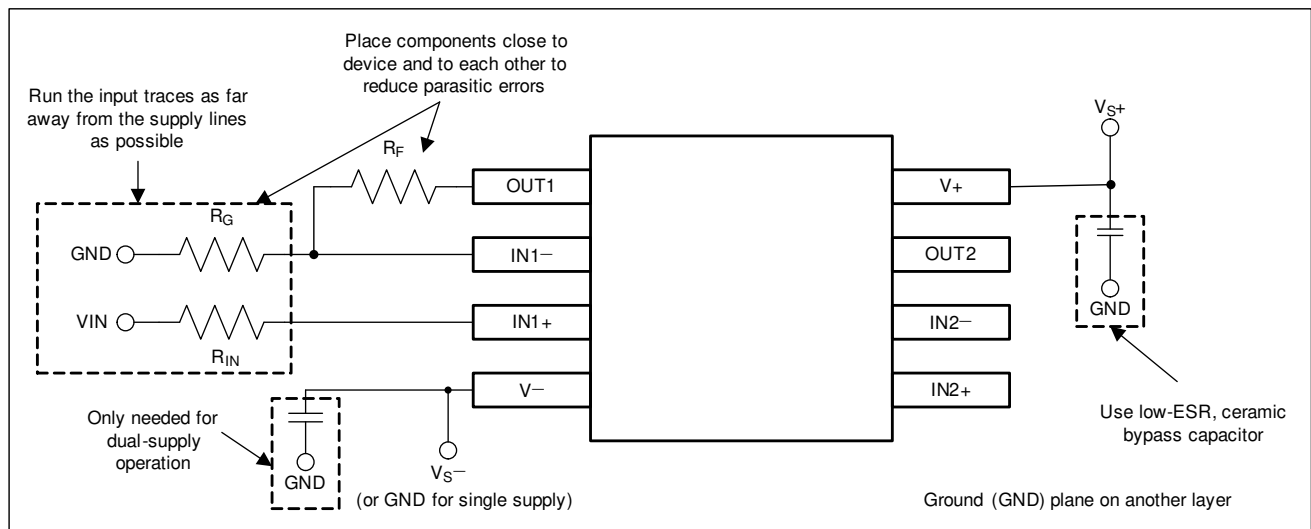 Place components close to
device and to each other to
reduce parasitic errors
Run the input traces as far
away from the supply lines
as possible
VS+
RF
OUT1
V+
RG
GND
IN1−
OUT2
GND
VIN
IN1+
IN2−
RIN
V−
IN2+
Only needed for
dual-supply
operation
GND
VS−
(or GND for single supply)
Use low-ESR, ceramic
bypass capacitor
Ground (GND) plane on another layer